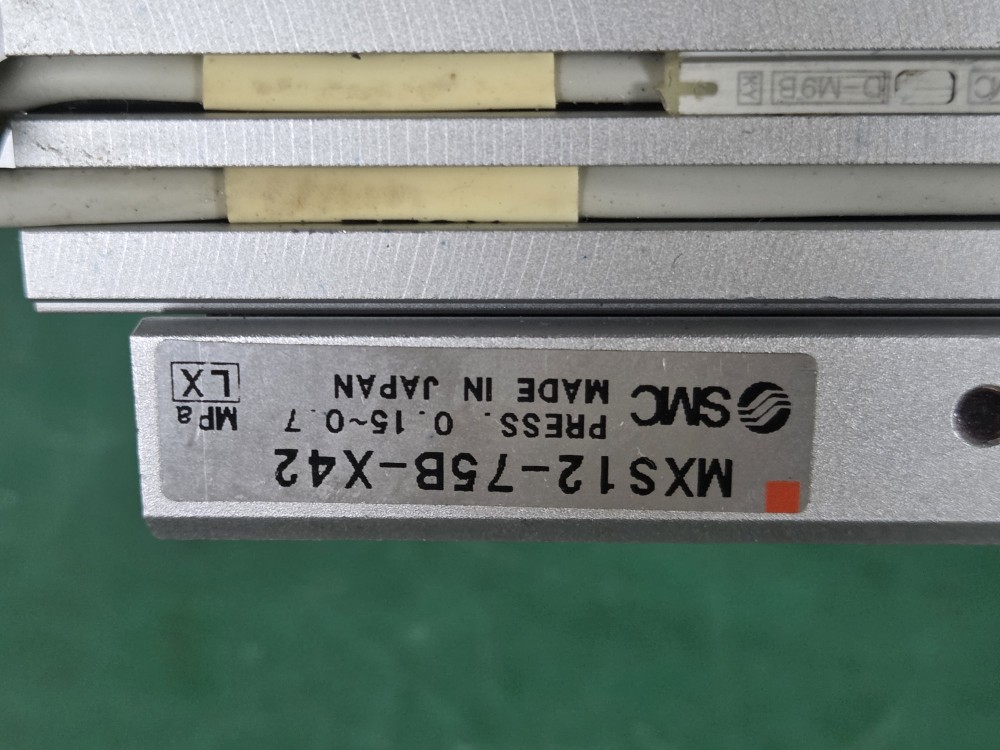 MXS12-75B-X42
SMC
PRESS. 0.15~0.7 MPa
MADE IN JAPAN LX
D-M9B